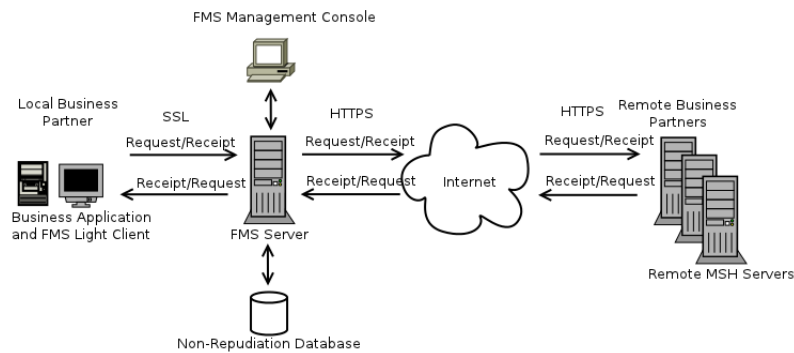 FMS Management Console
Local Business
Partner
SSL
HTTPS
HTTPS
Remote Business
Partners
Request/Receipt
Request/Receipt
Request/Receipt
Receipt/Request
Receipt/Request
Internet
Receipt/Request
Business Application
and FMS Light Client
FMS Server
Remote MSH Servers
Non-Repudiation Database